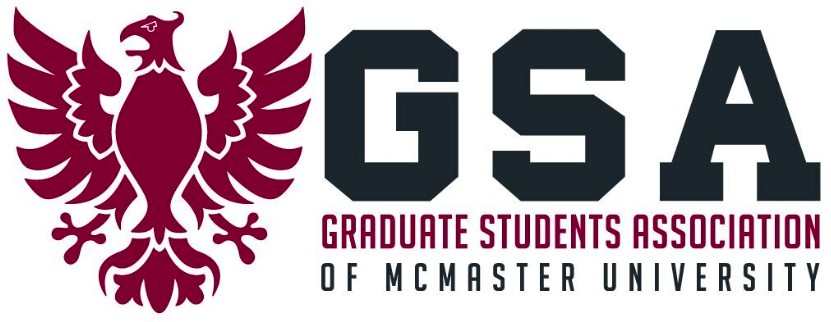 GSA
GRADUATE STUDENTS ASSOCIATION
OF MCMASTER UNIVERSITY